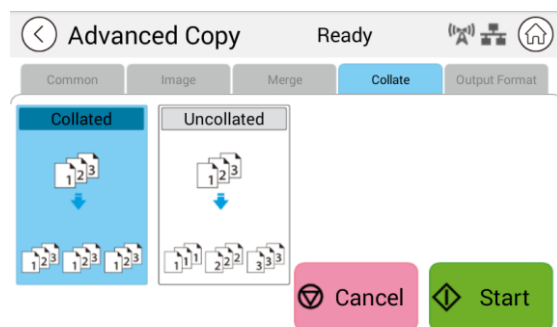 Advanced Copy Ready
Common Image Merge Collate Output Format
Collated Uncollated
1 2 3 1 2 3
1 2 3 1 2 3 1 2 3 1 1 1 2 2 2 3 3 3
Cancel Start